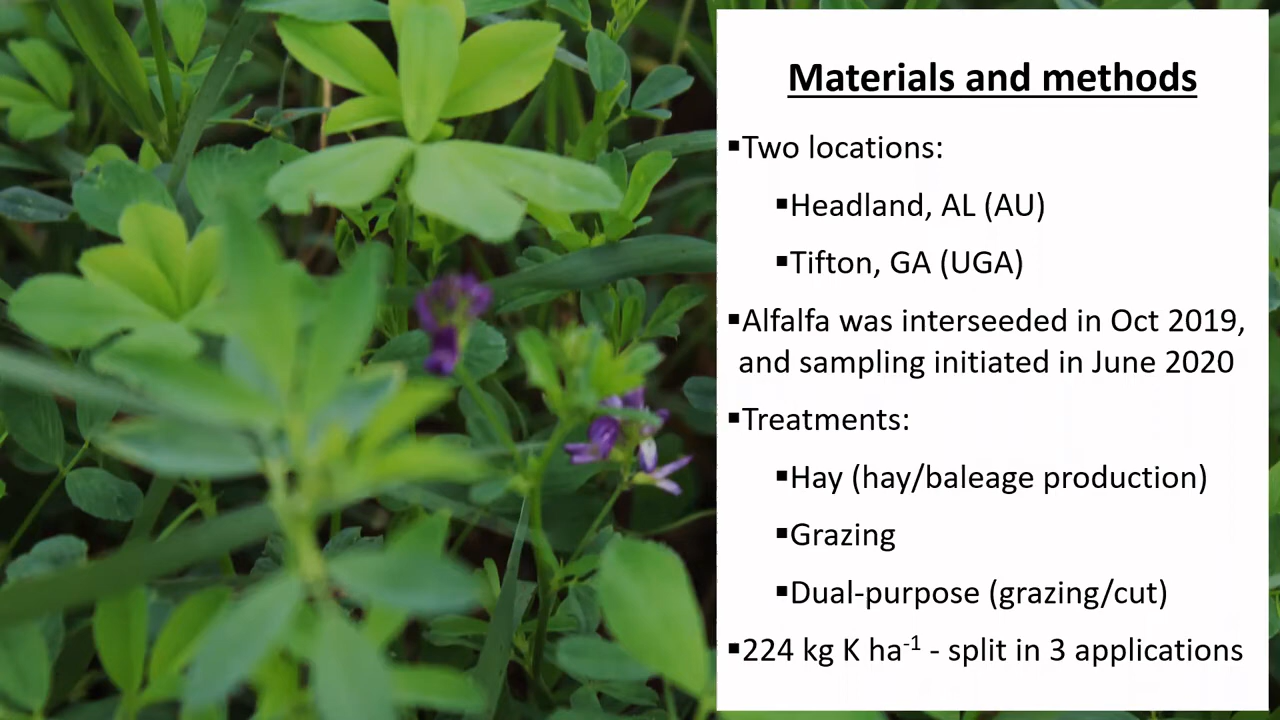 Materials and methods
▪Two locations:
▪Headland, AL (AU)
▪Tifton, GA (UGA)
▪Alfalfa was interseeded in Oct 2019,
and sampling initiated in June 2020
▪Treatments:
▪Hay (hay/baleage production)
▪Grazing
▪Dual-purpose (grazing/cut)
▪224 kg K ha⁻¹ - split in 3 applications